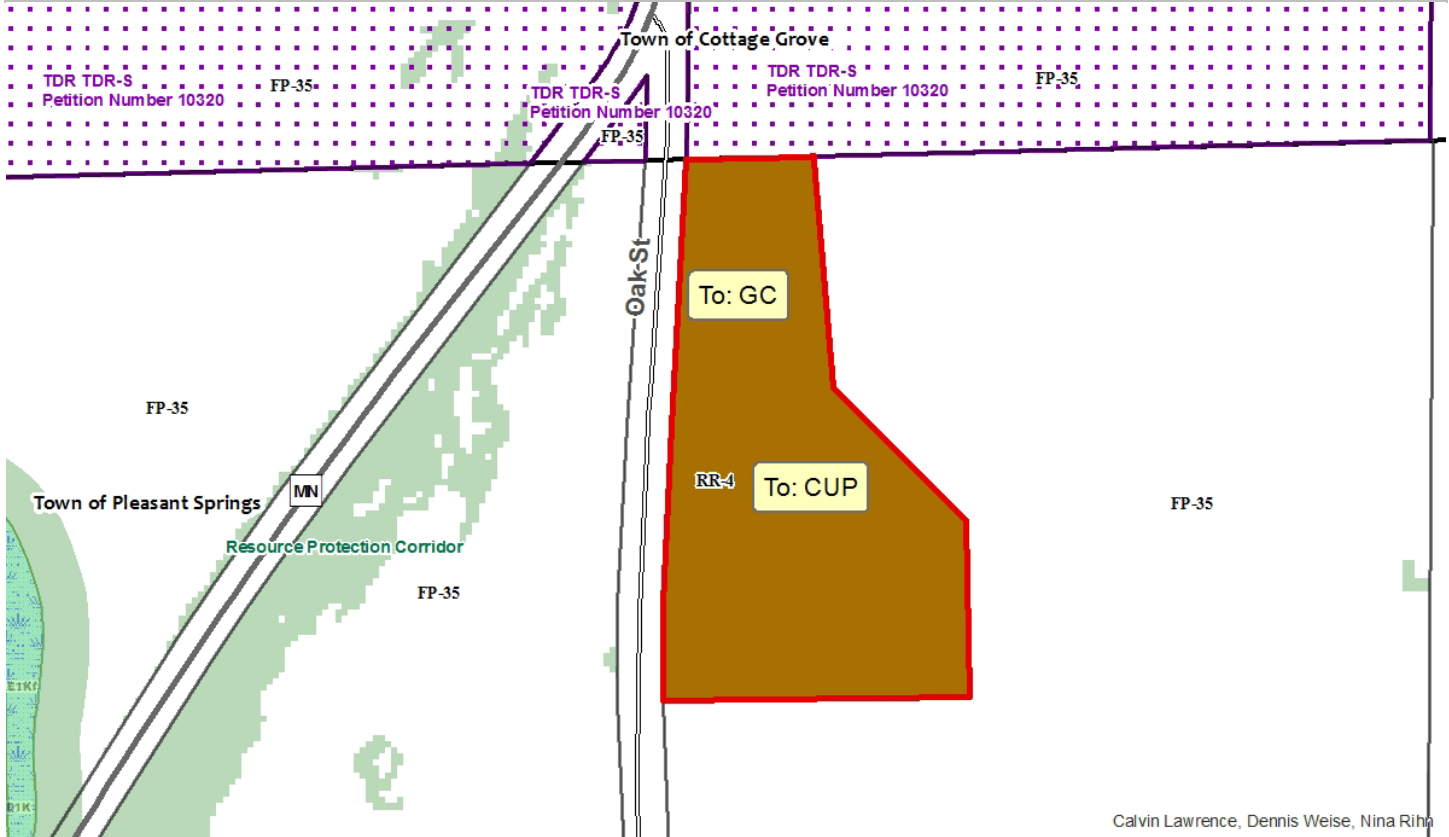 Town of Cottage Grove
TDR TDR-S
Petition Number 10320
FP-35
TDR TDR-S
Petition Number 10320
FP-35
TDR TDR-S
Petition Number 10320
FP-35
Oak St
To: GC
FP-35
RR-4
To: CUP
MN
Town of Pleasant Springs
FP-35
Resource Protection Corridor
FP-35
Calvin Lawrence, Dennis Weise, Nina Rihn